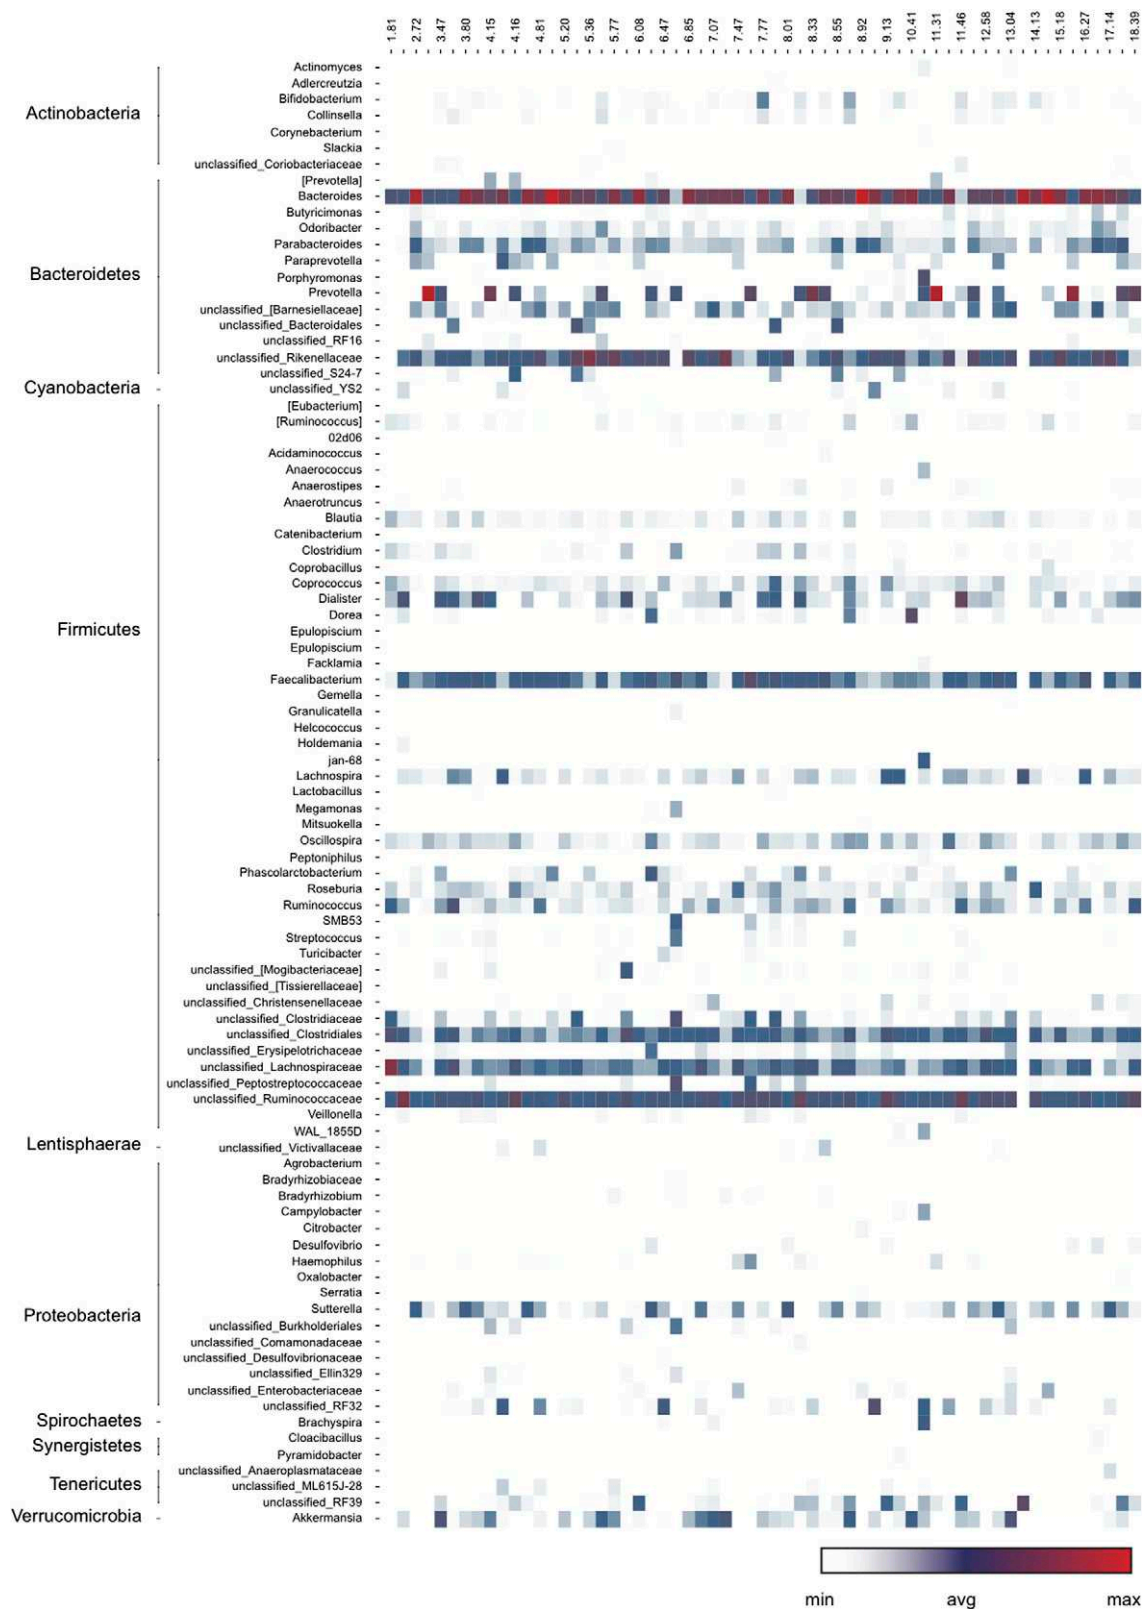 1.81 2.72 3.47 3.80 4.15 4.16 4.81 5.20 5.36 5.77 6.08 6.47 6.85 7.07 7.47 7.77 8.01 8.33 8.55 8.92 9.13 10.41 11.31 11.46 12.58 13.04 14.13 15.18 16.27 17.14 18.39
Actinobacteria
Actinomyces
Adlercreutzia
Bifidobacterium
Collinsella
Corynebacterium
Slackia
unclassified_Coriobacteriaceae
Bacteroidetes
[Prevotella]
Bacteroides
Butyricimonas
Odoribacter
Parabacteroides
Paraprevotella
Porphyromonas
Prevotella
unclassified_[Barnesiellaceae]
unclassified_Bacteroidales
unclassified_RF16
unclassified_Rikenellaceae
unclassified_S24-7
Cyanobacteria
unclassified_YS2
Firmicutes
[Eubacterium]
[Ruminococcus]
02d06
Acidaminococcus
Anaerococcus
Anaerostipes
Anaerotruncus
Blautia
Catenibacterium
Clostridium
Coprobacillus
Coprococcus
Dialister
Dorea
Epulopiscium
Epulopiscium
Facklamia
Faecalibacterium
Gemella
Granulicatella
Helcococcus
Holdemania
jan-68
Lachnospira
Lactobacillus
Megamonas
Mitsuokella
Oscillospira
Peptoniphilus
Phascolarctobacterium
Roseburia
Ruminococcus
SMB53
Streptococcus
Turicibacter
unclassified_[Mogibacteriaceae]
unclassified_[Tissierellaceae]
unclassified_Christensenellaceae
unclassified_Clostridiaceae
unclassified_Clostridiales
unclassified_Erysipelotrichaceae
unclassified_Lachnospiraceae
unclassified_Peptostreptococcaceae
unclassified_Ruminococcaceae
Veillonella
WAL_1855D
Lentisphaerae
unclassified_Victivallaceae
Proteobacteria
Agrobacterium
Bradyrhizobiaceae
Bradyrhizobium
Campylobacter
Citrobacter
Desulfovibrio
Haemophilus
Oxalobacter
Serratia
Sutterella
unclassified_Burkholderiales
unclassified_Comamonadaceae
unclassified_Desulfovibrionaceae
unclassified_Ellin329
unclassified_Enterobacteriaceae
unclassified_RF32
Spirochaetes
Brachyspira
Synergistetes
Cloacibacillus
Pyramidobacter
Tenericutes
unclassified_Anaeroplasmataceae
unclassified_ML615J-28
unclassified_RF39
Verrucomicrobia
Akkermansia
min avg max